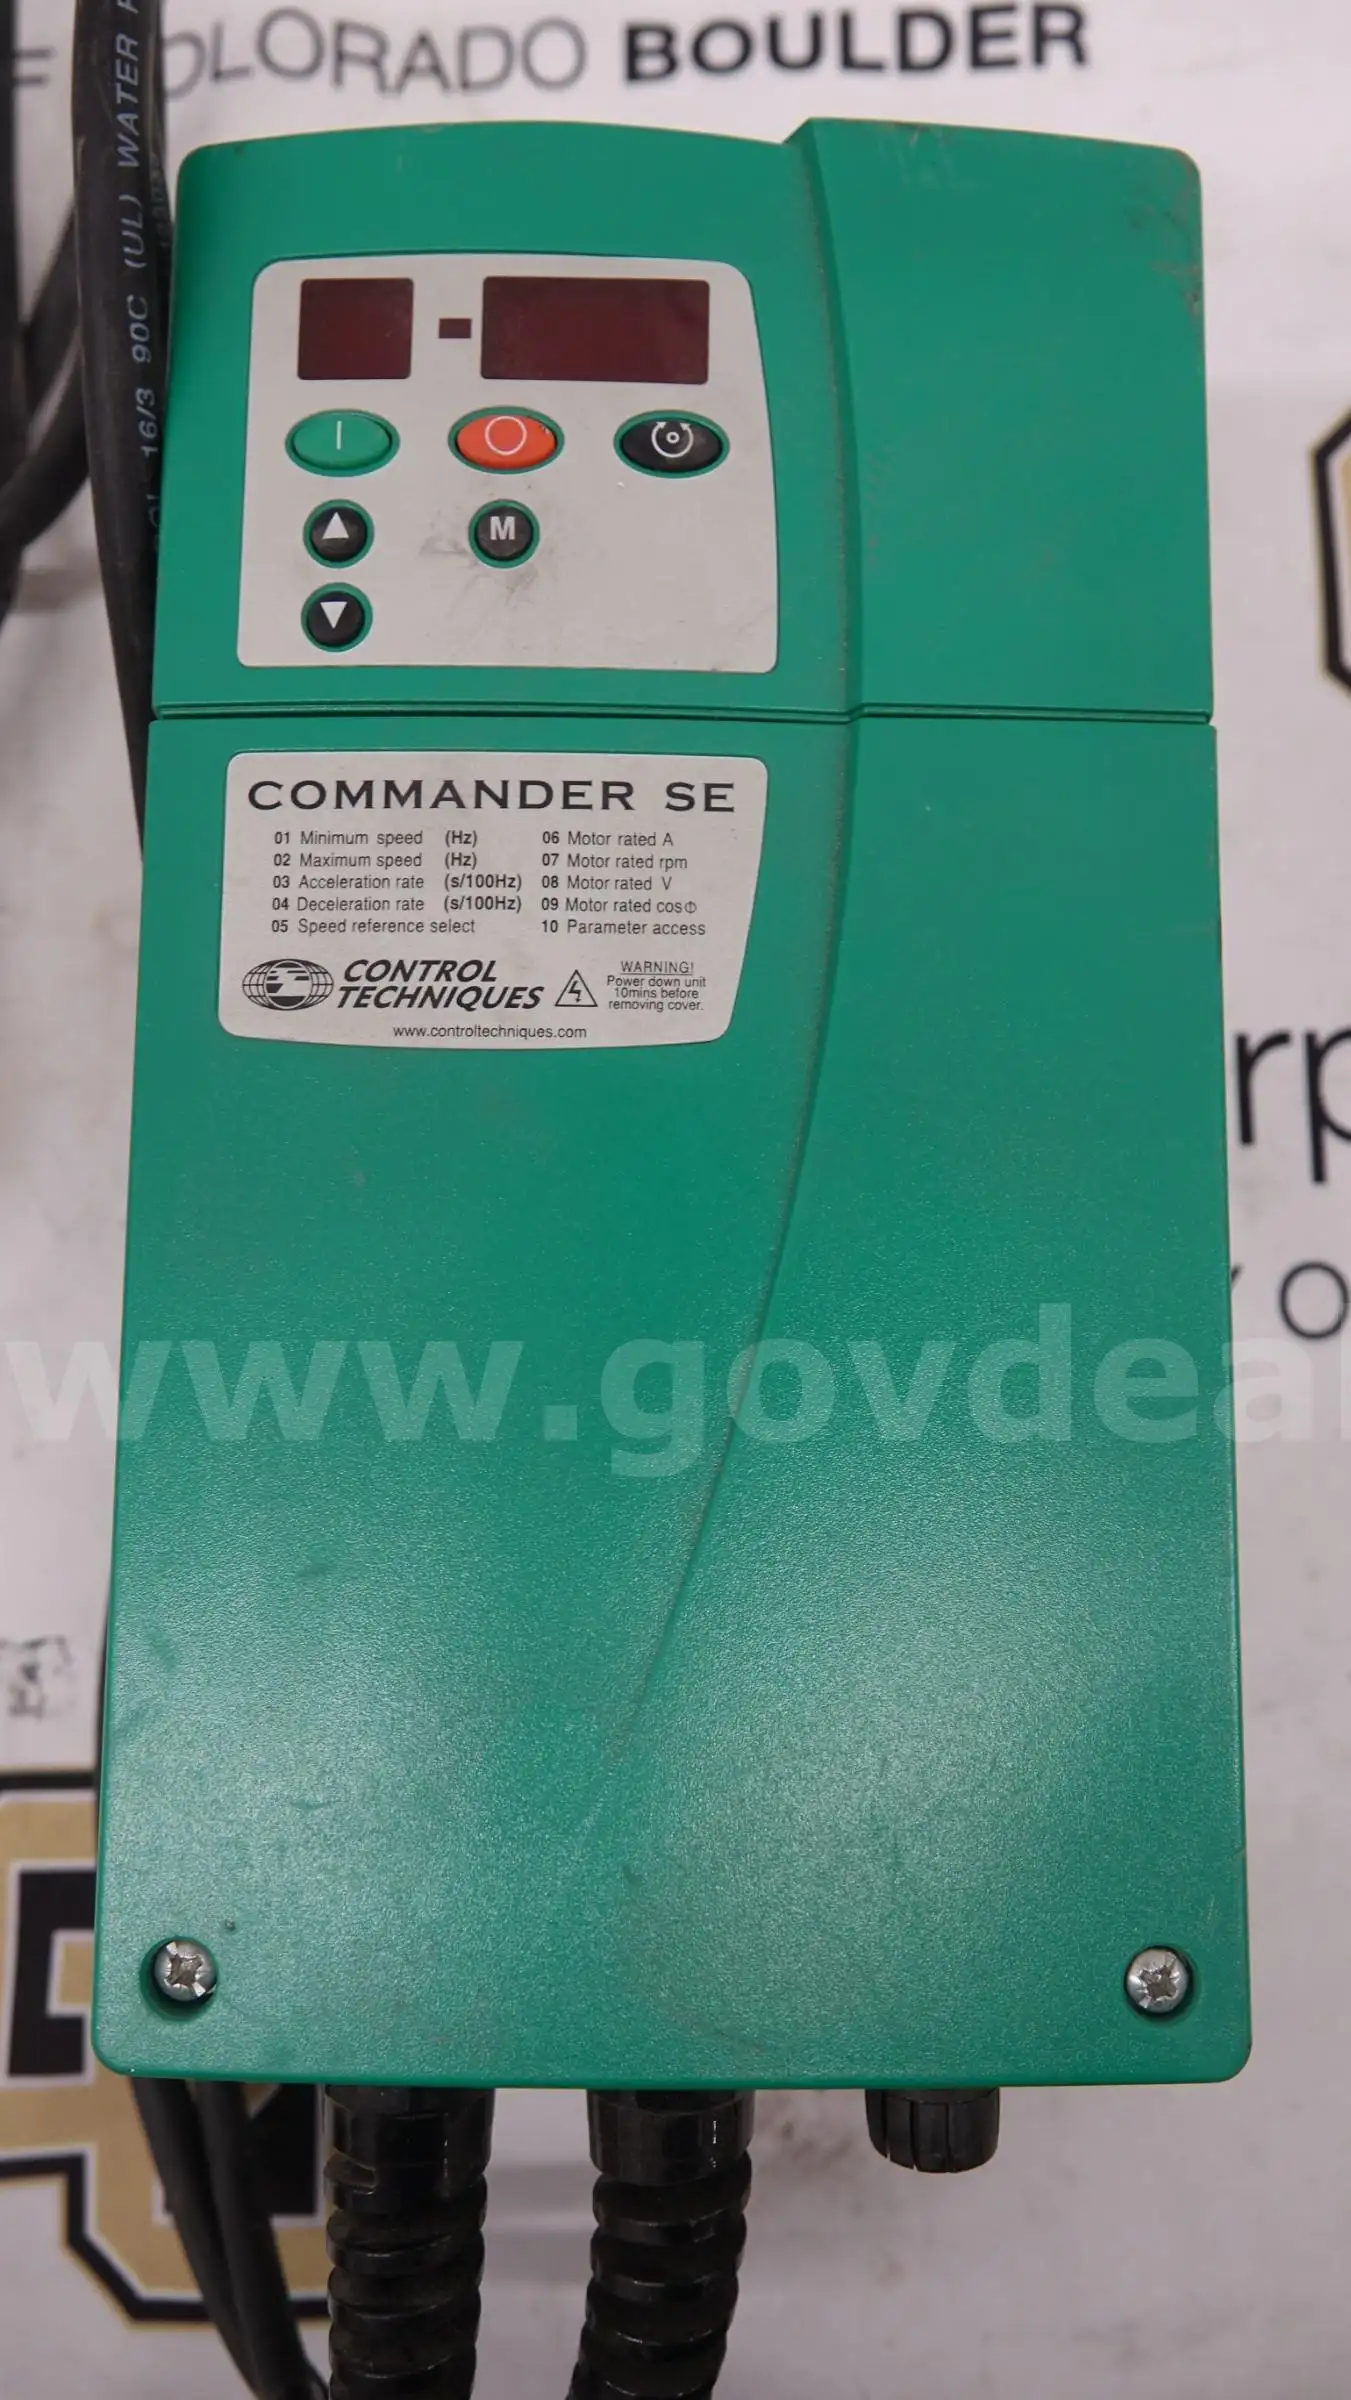 COLORADO BOULDER
16/3 90C (UL) WATER
M
COMMANDER SE
01 Minimum speed (Hz)
02 Maximum speed (Hz)
03 Acceleration rate (s/100Hz)
04 Deceleration rate (s/100Hz)
05 Speed reference select
06 Motor rated A
07 Motor rated rpm
08 Motor rated V
09 Motor rated cosΦ
10 Parameter access
CONTROL
TECHNIQUES
WARNING!
Power down unit
10mins before
removing cover.
www.controltechniques.com
rp
www.govdeal